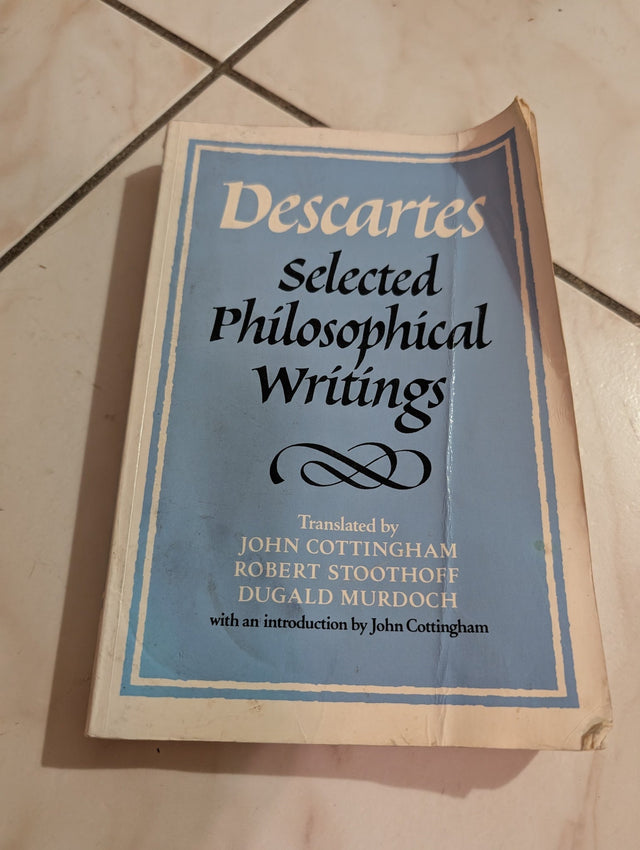 Descartes
Selected
Philosophical
Writings
Translated by
JOHN COTTINGHAM
ROBERT STOOTHOFF
DUGALD MURDOCH
with an introduction by John Cottingham